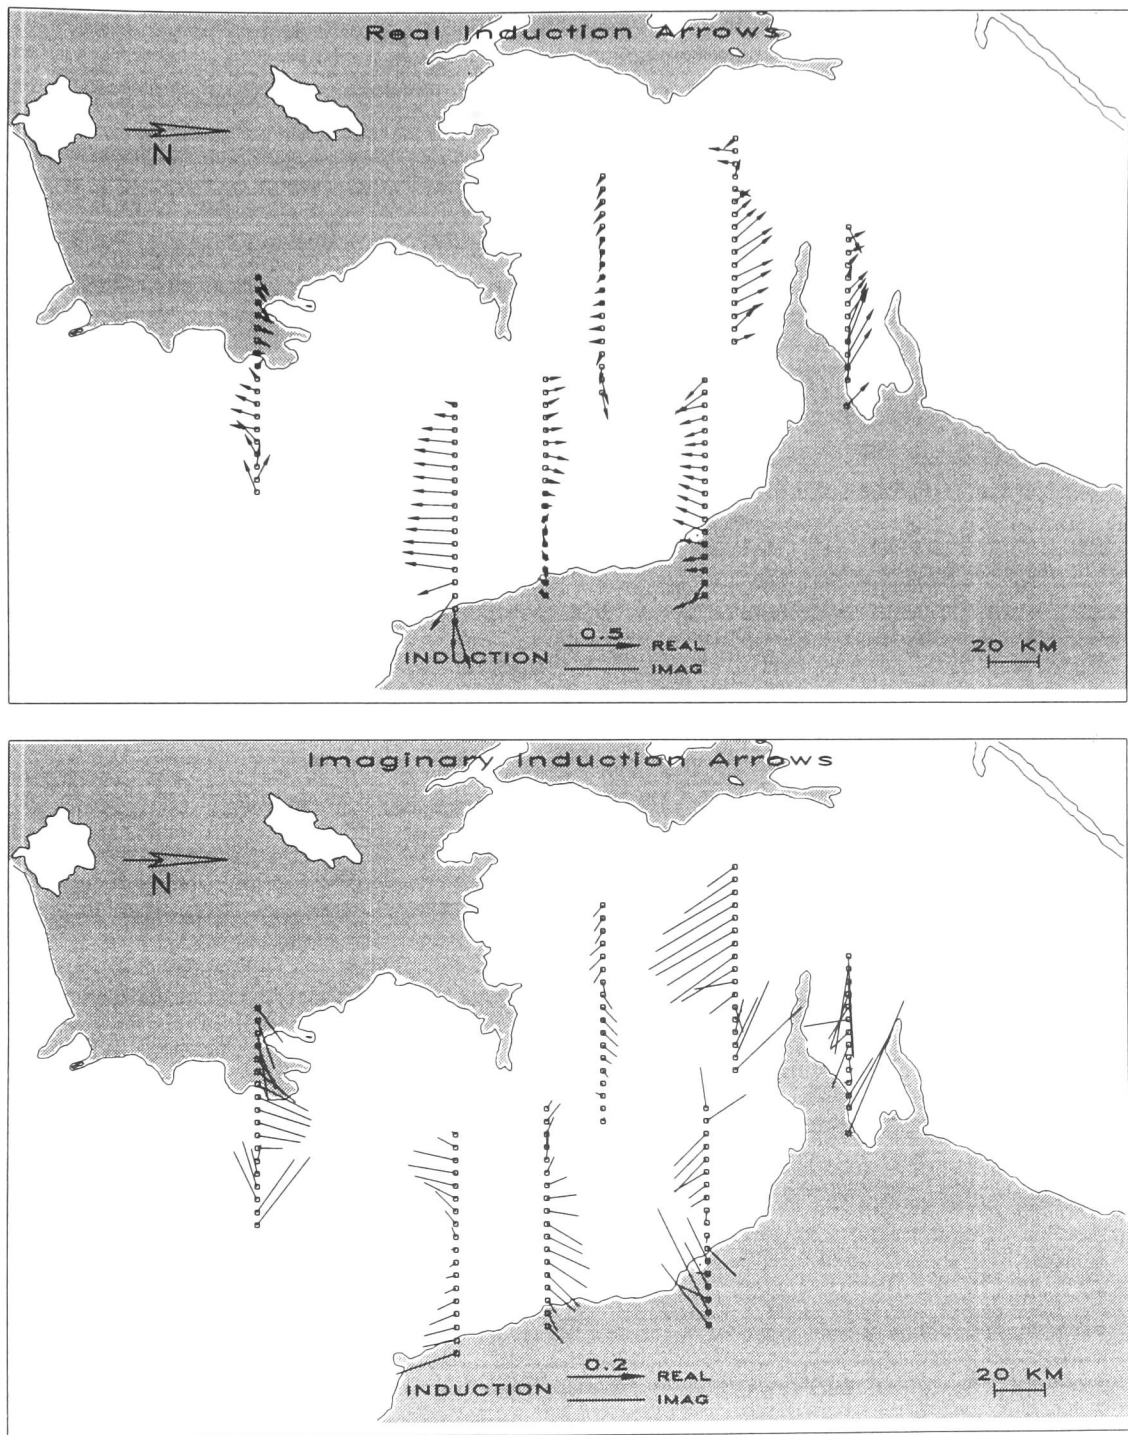 Real Induction Arrows
N
0.5
INDUCTION REAL
IMAG
20 KM
Imaginary Induction Arrows
N
0.2
INDUCTION REAL
IMAG
20 KM